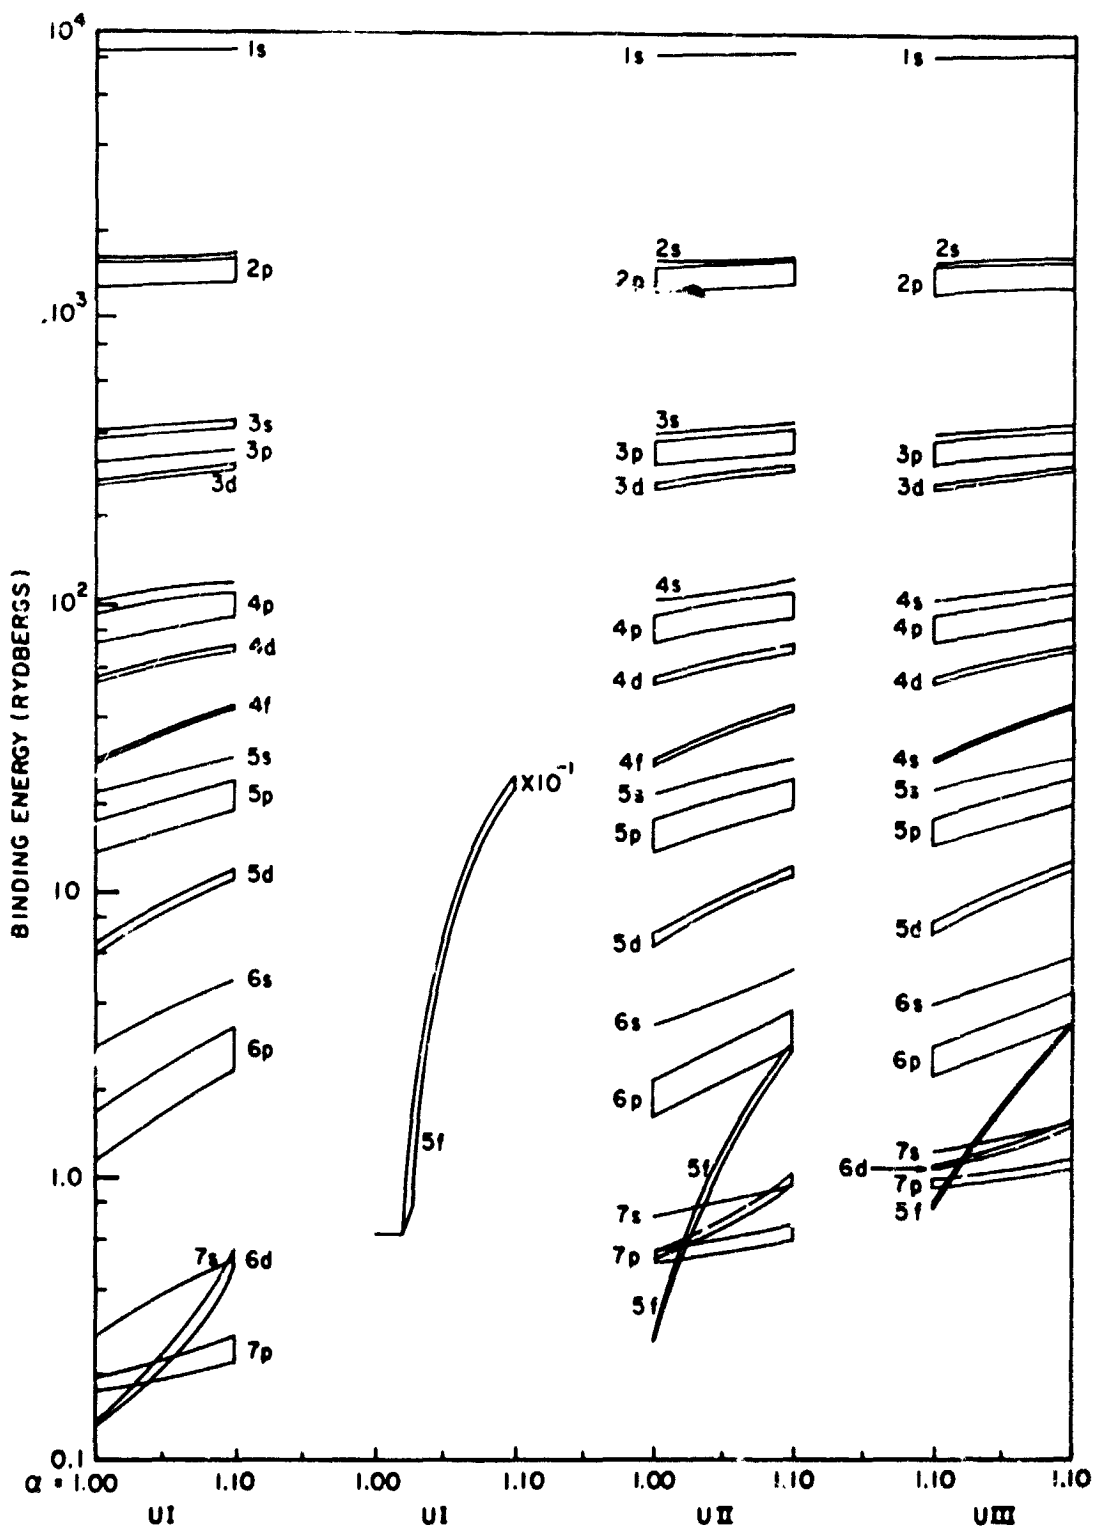 10⁴
1s
1s
1s
2s
2s
2p
2p
2p
.10³
3s
3s
3p
3p
3p
3d
3d
3d
4s
10²
4p
4s
4p
4p
4d
4d
4d
4f
4f
4s
5s
5s
5s
5p
X10⁻¹
5p
5p
10
5d
5d
5d
6s
6s
6s
6p
6p
6p
5f
5f
7s
6d
1.0
7p
7s
5f
7s
6d
7p
5f
7p
0.1
α = 1.00 1.10 1.00 1.10 1.00 1.10 1.10 1.10
UI UI UII UIII
BINDING ENERGY (RYDBERGS)